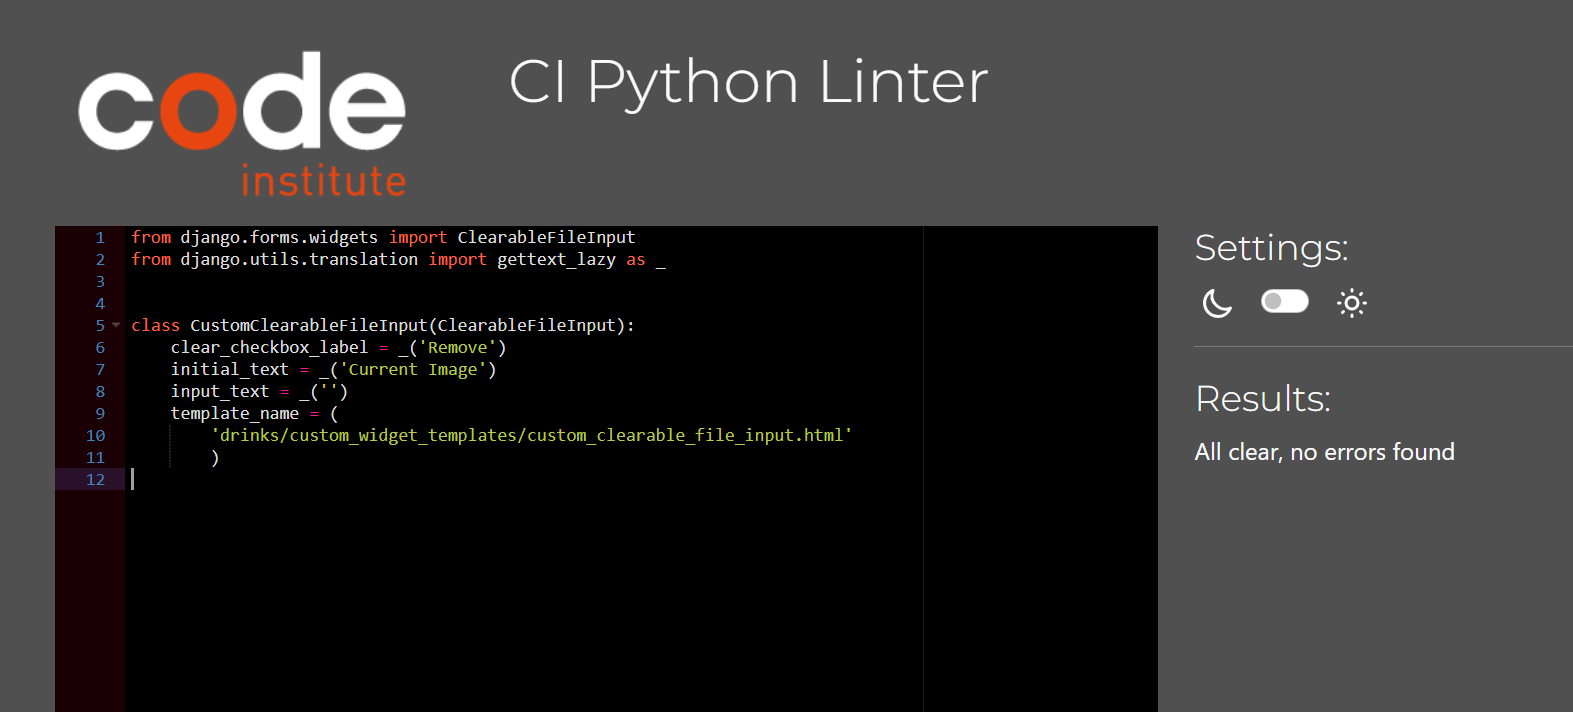 code
institute
CI Python Linter
1 from django.forms.widgets import ClearableFileInput
2 from django.utils.translation import gettext_lazy as _
3
4
5 class CustomClearableFileInput(ClearableFileInput):
6     clear_checkbox_label = _('Remove')
7     initial_text = _('Current Image')
8     input_text = _('')
9     template_name = (
10         'drinks/custom_widget_templates/custom_clearable_file_input.html'
11         )
12
Settings:
Results:
All clear, no errors found